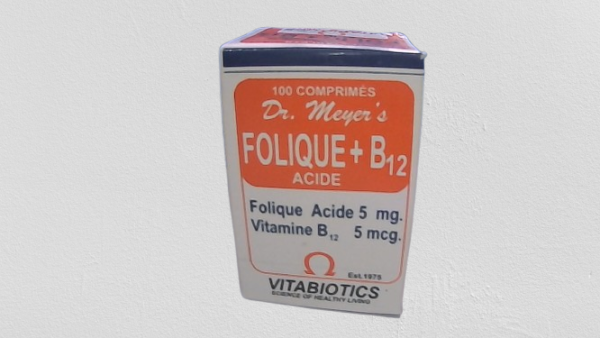 100 COMPRIMÉS
Dr. Meyer's
FOLIQUE + B12
ACIDE
Folique Acide 5 mg.
Vitamine B12 5 mcg.
Est.1975
VITABIOTICS
SCIENCE OF HEALTHY LIVING